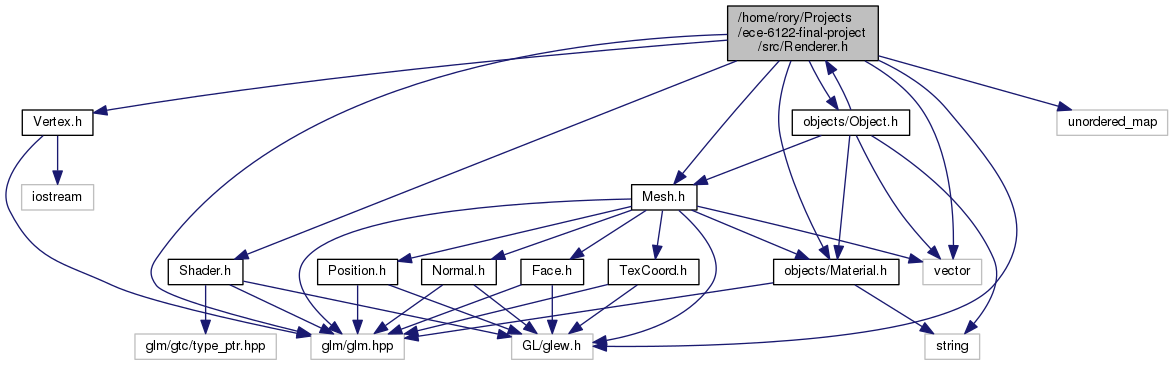 /home/rory/Projects
/ece-6122-final-project
/src/Renderer.h
Vertex.h
objects/Object.h
unordered_map
iostream
Mesh.h
Shader.h
Position.h
Normal.h
Face.h
TexCoord.h
objects/Material.h
vector
glm/gtc/type_ptr.hpp
glm/glm.hpp
GL/glew.h
string